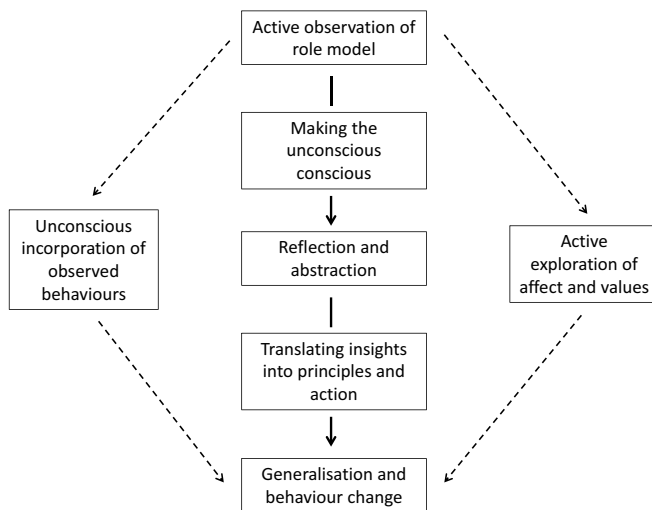 Active observation of
role model
Making the
unconscious
conscious
Unconscious
incorporation of
observed
behaviours
Reflection and
abstraction
Active
exploration of
affect and values
Translating insights
into principles and
action
Generalisation and
behaviour change